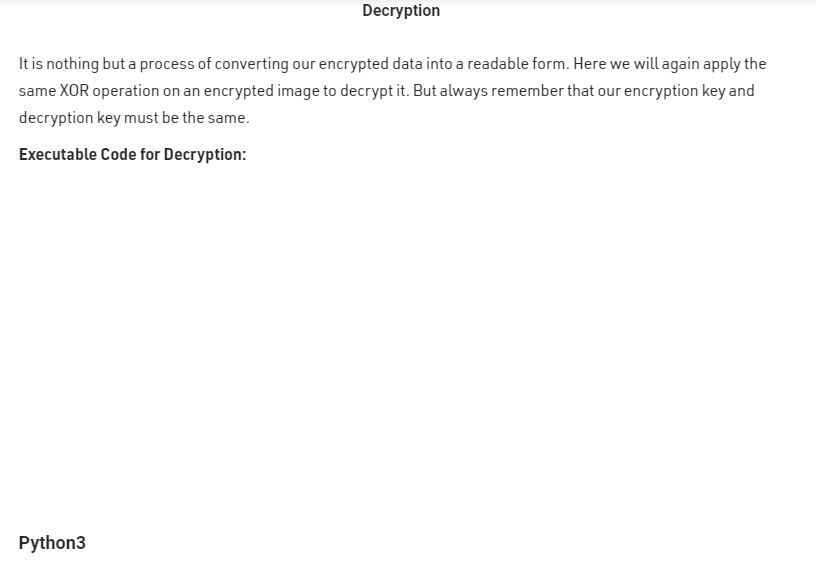 Decryption
It is nothing but a process of converting our encrypted data into a readable form. Here we will again apply the
same XOR operation on an encrypted image to decrypt it. But always remember that our encryption key and
decryption key must be the same.
Executable Code for Decryption:
Python3